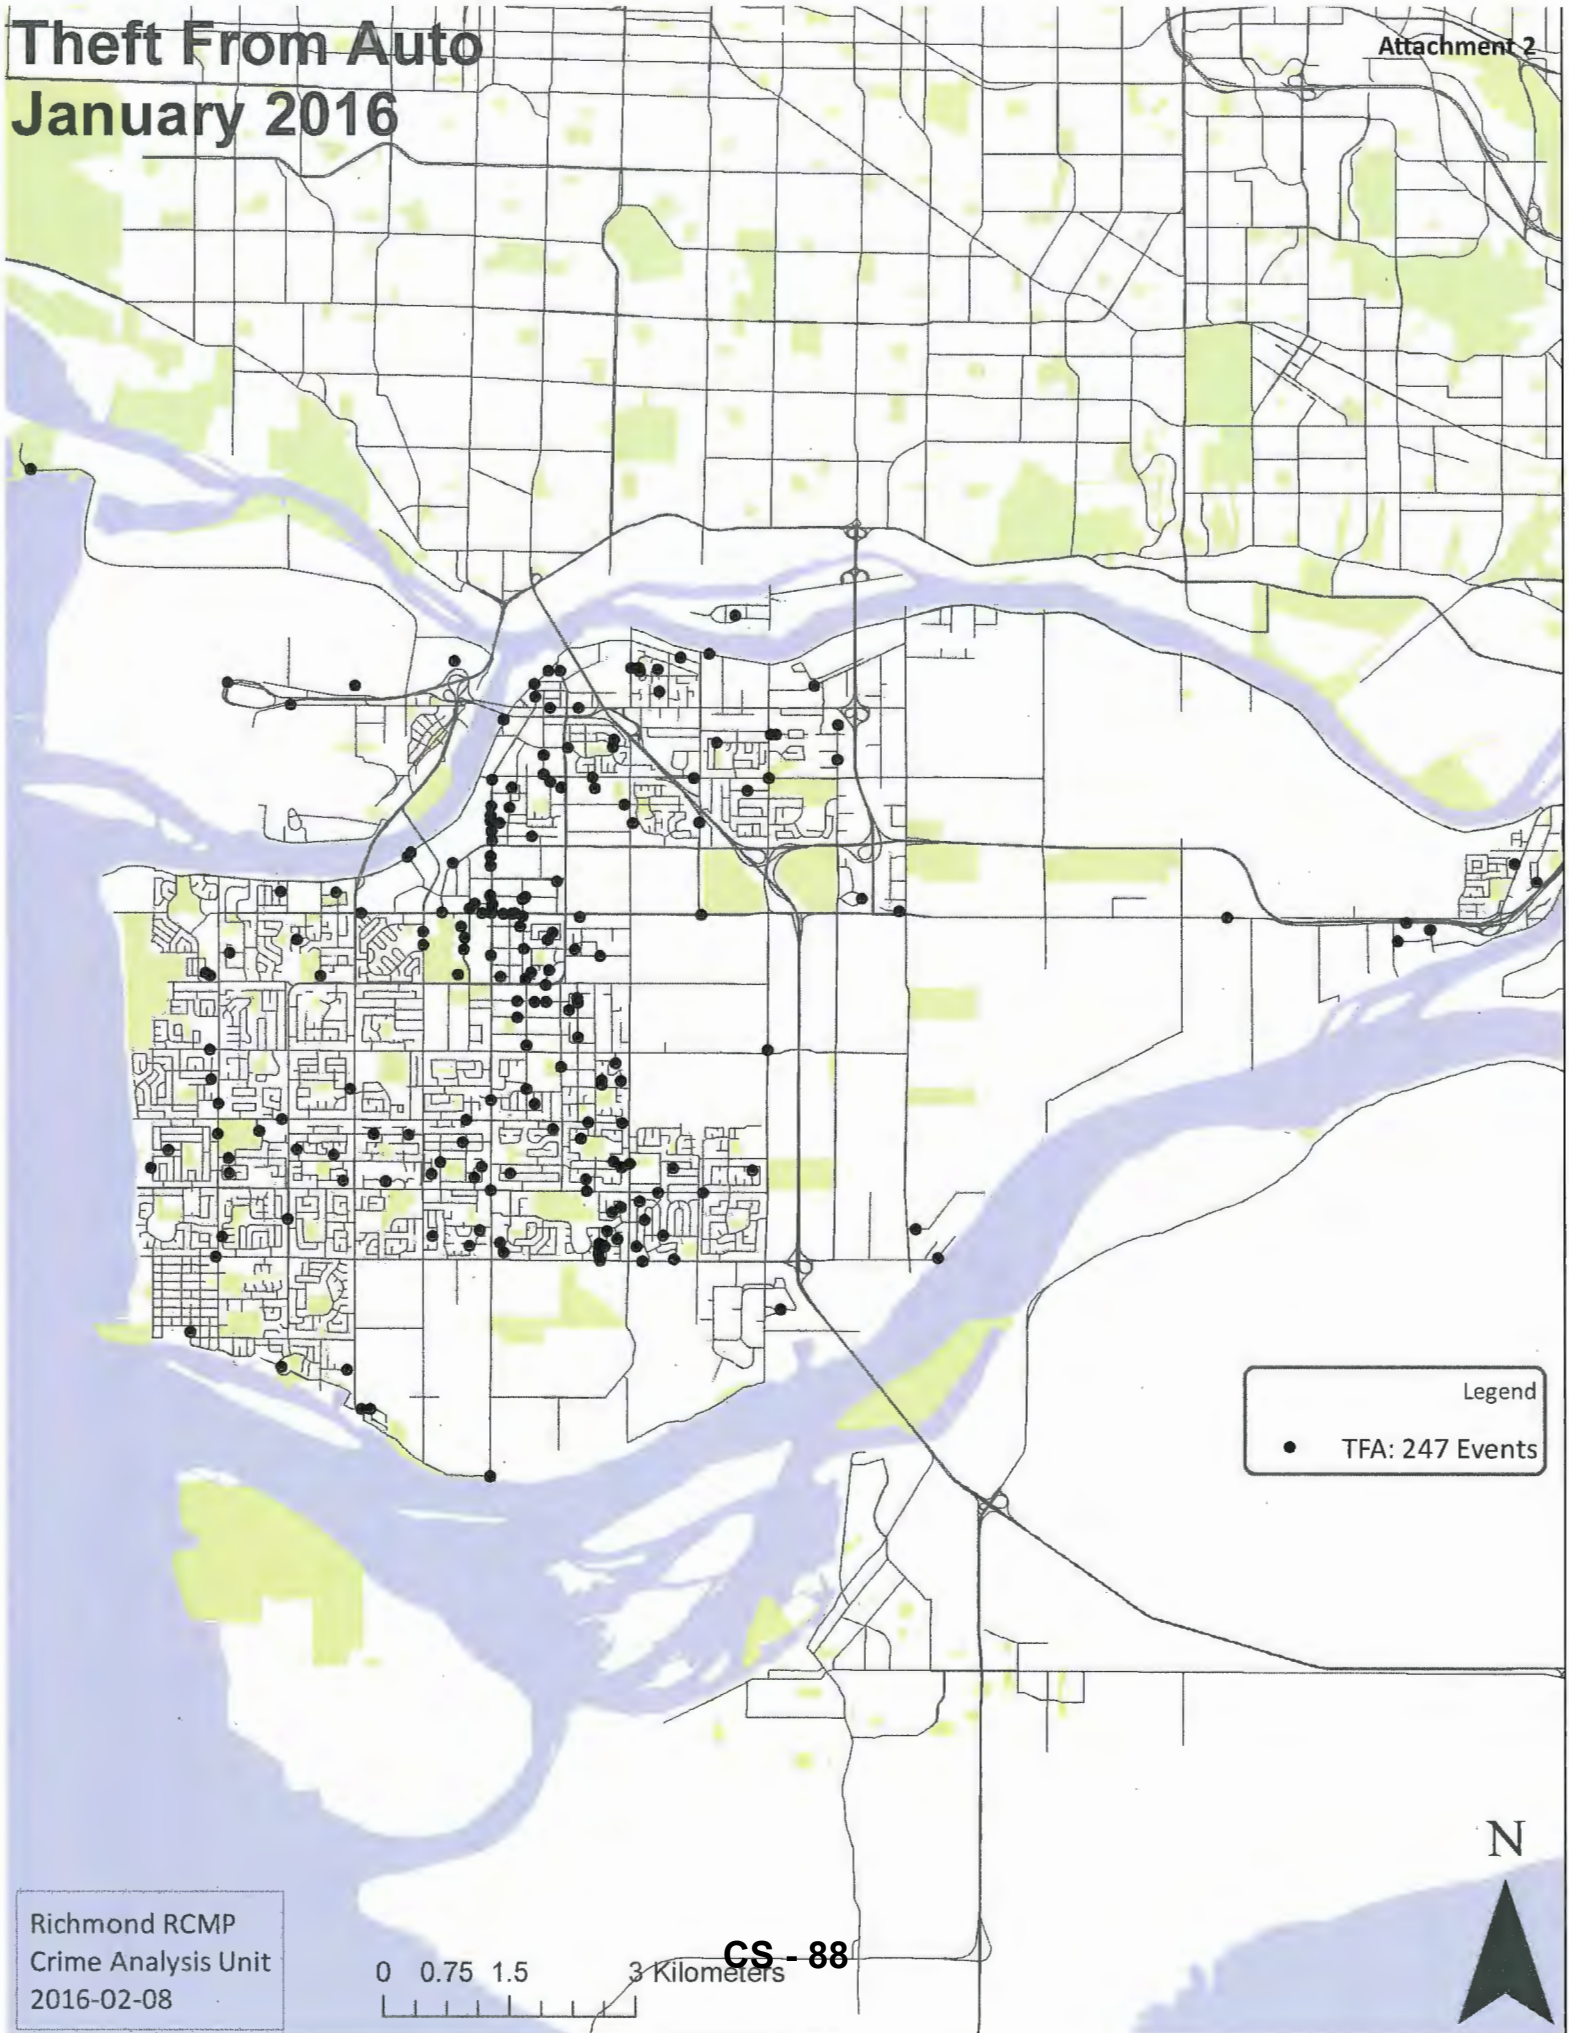 Theft From Auto
January 2016
Attachment 2
Legend
TFA: 247 Events
N
Richmond RCMP
Crime Analysis Unit
2016-02-08
0 0.75 1.5 3 Kilometers
CS - 88